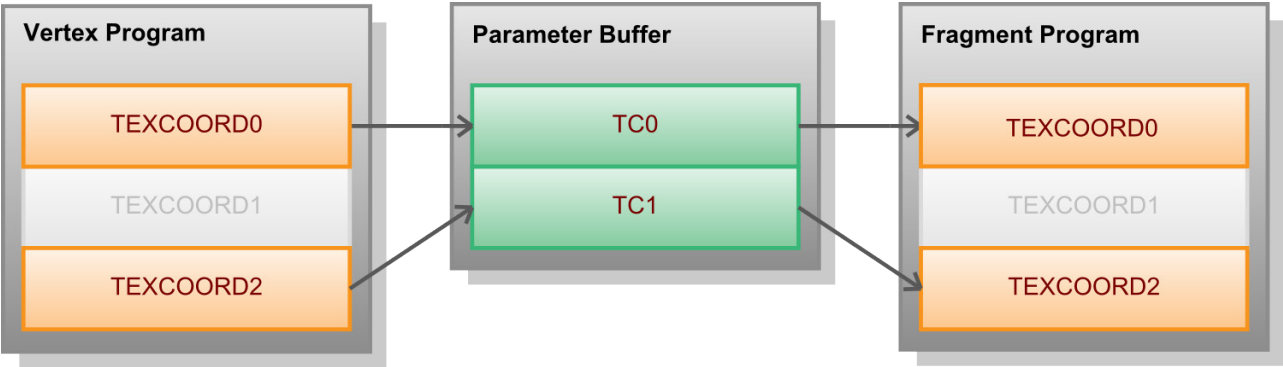 Vertex Program
TEXCOORD0
TEXCOORD1
TEXCOORD2
Parameter Buffer
TC0
TC1
Fragment Program
TEXCOORD0
TEXCOORD1
TEXCOORD2